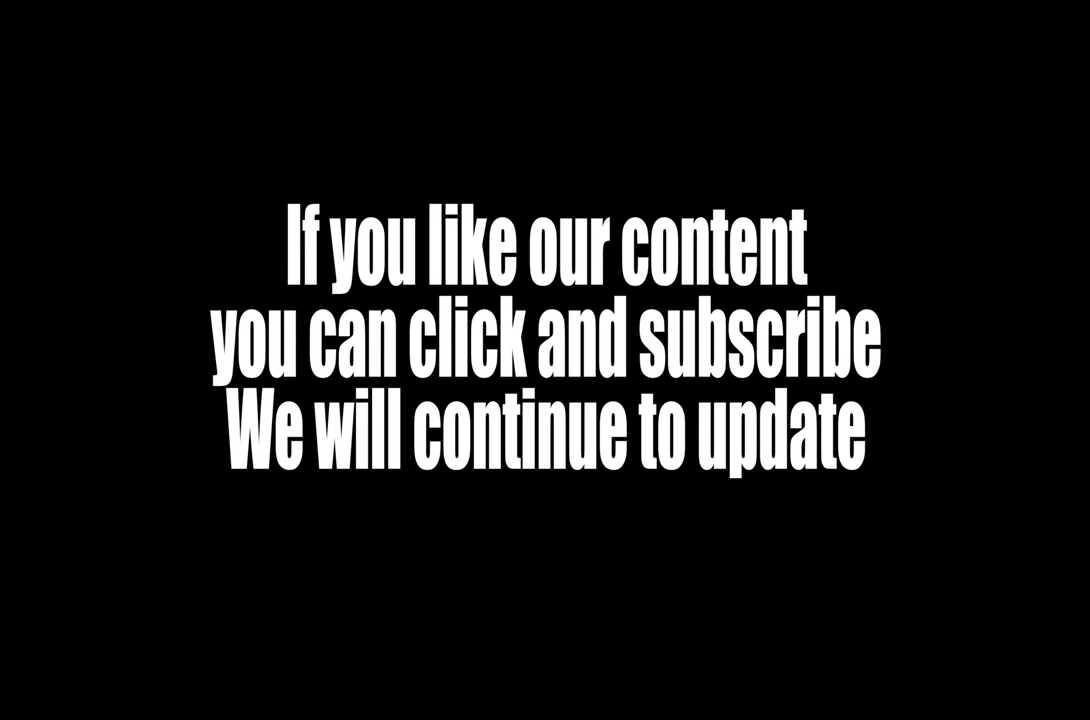 If you like our content
you can click and subscribe
We will continue to update